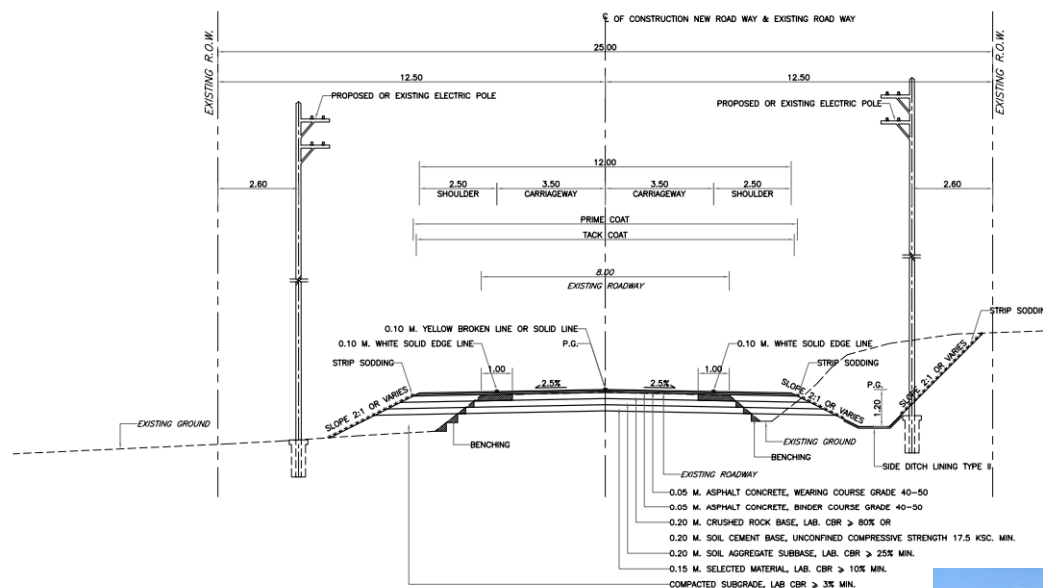 ℄ OF CONSTRUCTION NEW ROAD WAY & EXISTING ROAD WAY
EXISTING R.O.W.
EXISTING R.O.W.
25.00
12.50
12.50
PROPOSED OR EXISTING ELECTRIC POLE
PROPOSED OR EXISTING ELECTRIC POLE
12.00
2.60
2.50
3.50
3.50
2.50
2.60
SHOULDER
CARRIAGEWAY
CARRIAGEWAY
SHOULDER
PRIME COAT
TACK COAT
8.00
EXISTING ROADWAY
STRIP SODDIN
0.10 M. YELLOW BROKEN LINE OR SOLID LINE
0.10 M. WHITE SOLID EDGE LINE
P.G.
0.10 M. WHITE SOLID EDGE LINE
STRIP SODDING
1.00
2.5%
2.5%
1.00
STRIP SODDING
SLOPE 2:1 OR VARIES
SLOPE 2:1 OR VARIES
P.G.
1.20
SLOPE 2:1 OR VARIES
EXISTING GROUND
BENCHING
EXISTING GROUND
BENCHING
SIDE DITCH LINING TYPE II
EXISTING ROADWAY
0.05 M. ASPHALT CONCRETE, WEARING COURSE GRADE 40-50
0.05 M. ASPHALT CONCRETE, BINDER COURSE GRADE 40-50
0.20 M. CRUSHED ROCK BASE, LAB. CBR ⩾ 80% OR
0.20 M. SOIL CEMENT BASE, UNCONFINED COMPRESSIVE STRENGTH 17.5 KSC. MIN.
0.20 M. SOIL AGGREGATE SUBBASE, LAB. CBR ⩾ 25% MIN.
0.15 M. SELECTED MATERIAL, LAB. CBR ⩾ 10% MIN.
COMPACTED SUBGRADE, LAB CBR ⩾ 3% MIN.